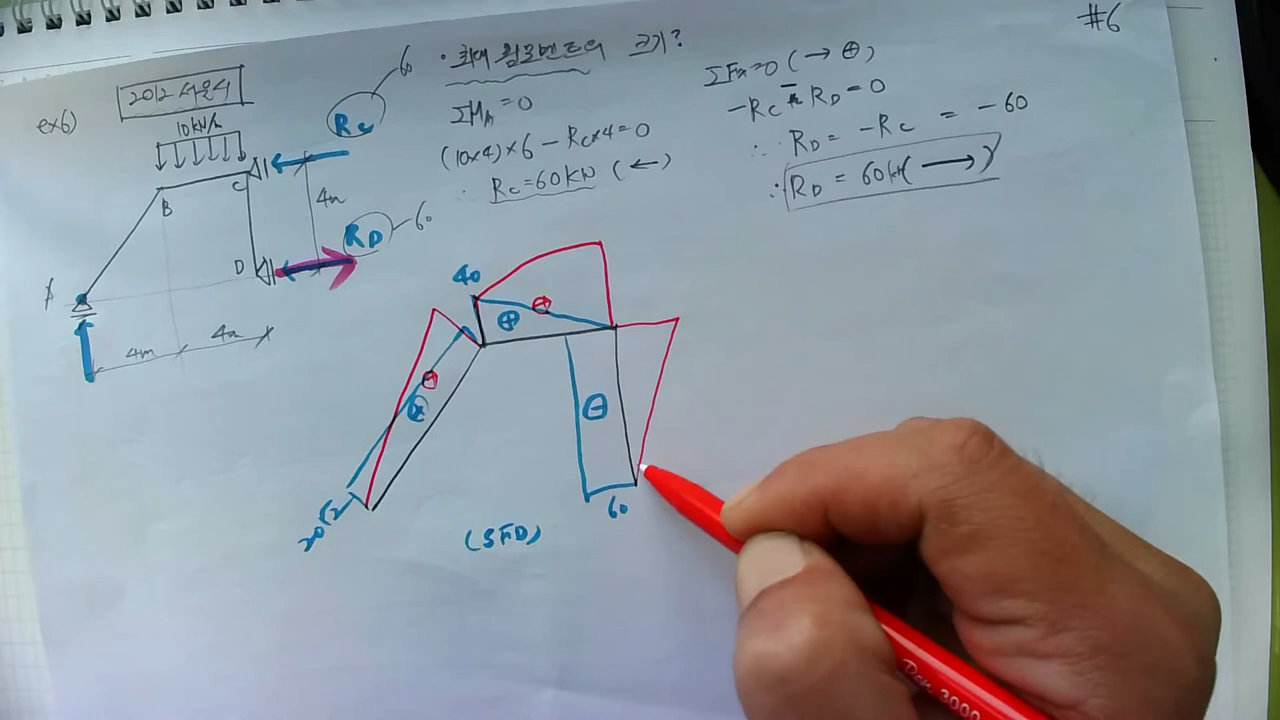 #6
ex6)
2012 서울시
10kN/m
Rc
60
B
C
4m
D
RD
60
A
4m
4m
· 최대 휨모멘트의 크기?
ΣMA=0
(10×4)×6 - Rc×4=0
∴ Rc=60kN (←)
ΣFx=0 (→ ⊕)
-Rc - RD=0
∴ RD = -Rc = -60
∴ RD = 60kN(→)
40
⊕
⊕
⊕
⊕
⊖
20√2
60
(SFD)
Pen 3000